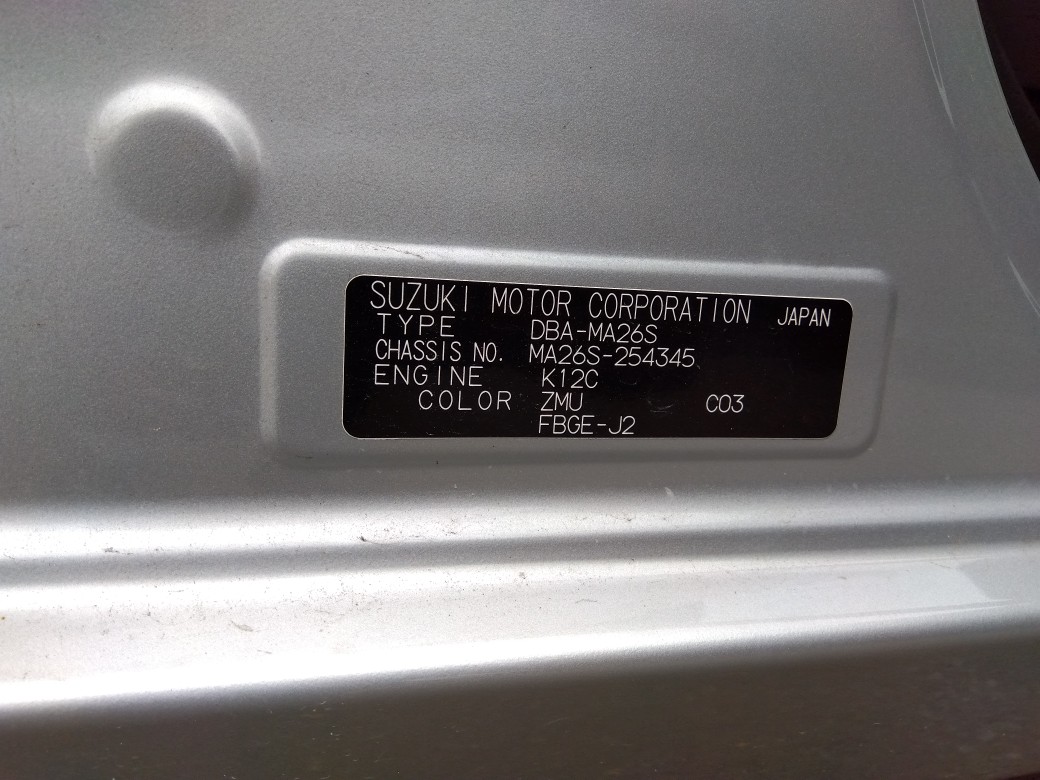 SUZUKI MOTOR CORPORATION JAPAN
TYPE DBA-MA26S
CHASSIS NO. MA26S-254345
ENGINE K12C
COLOR ZMU C03
FBGE-J2